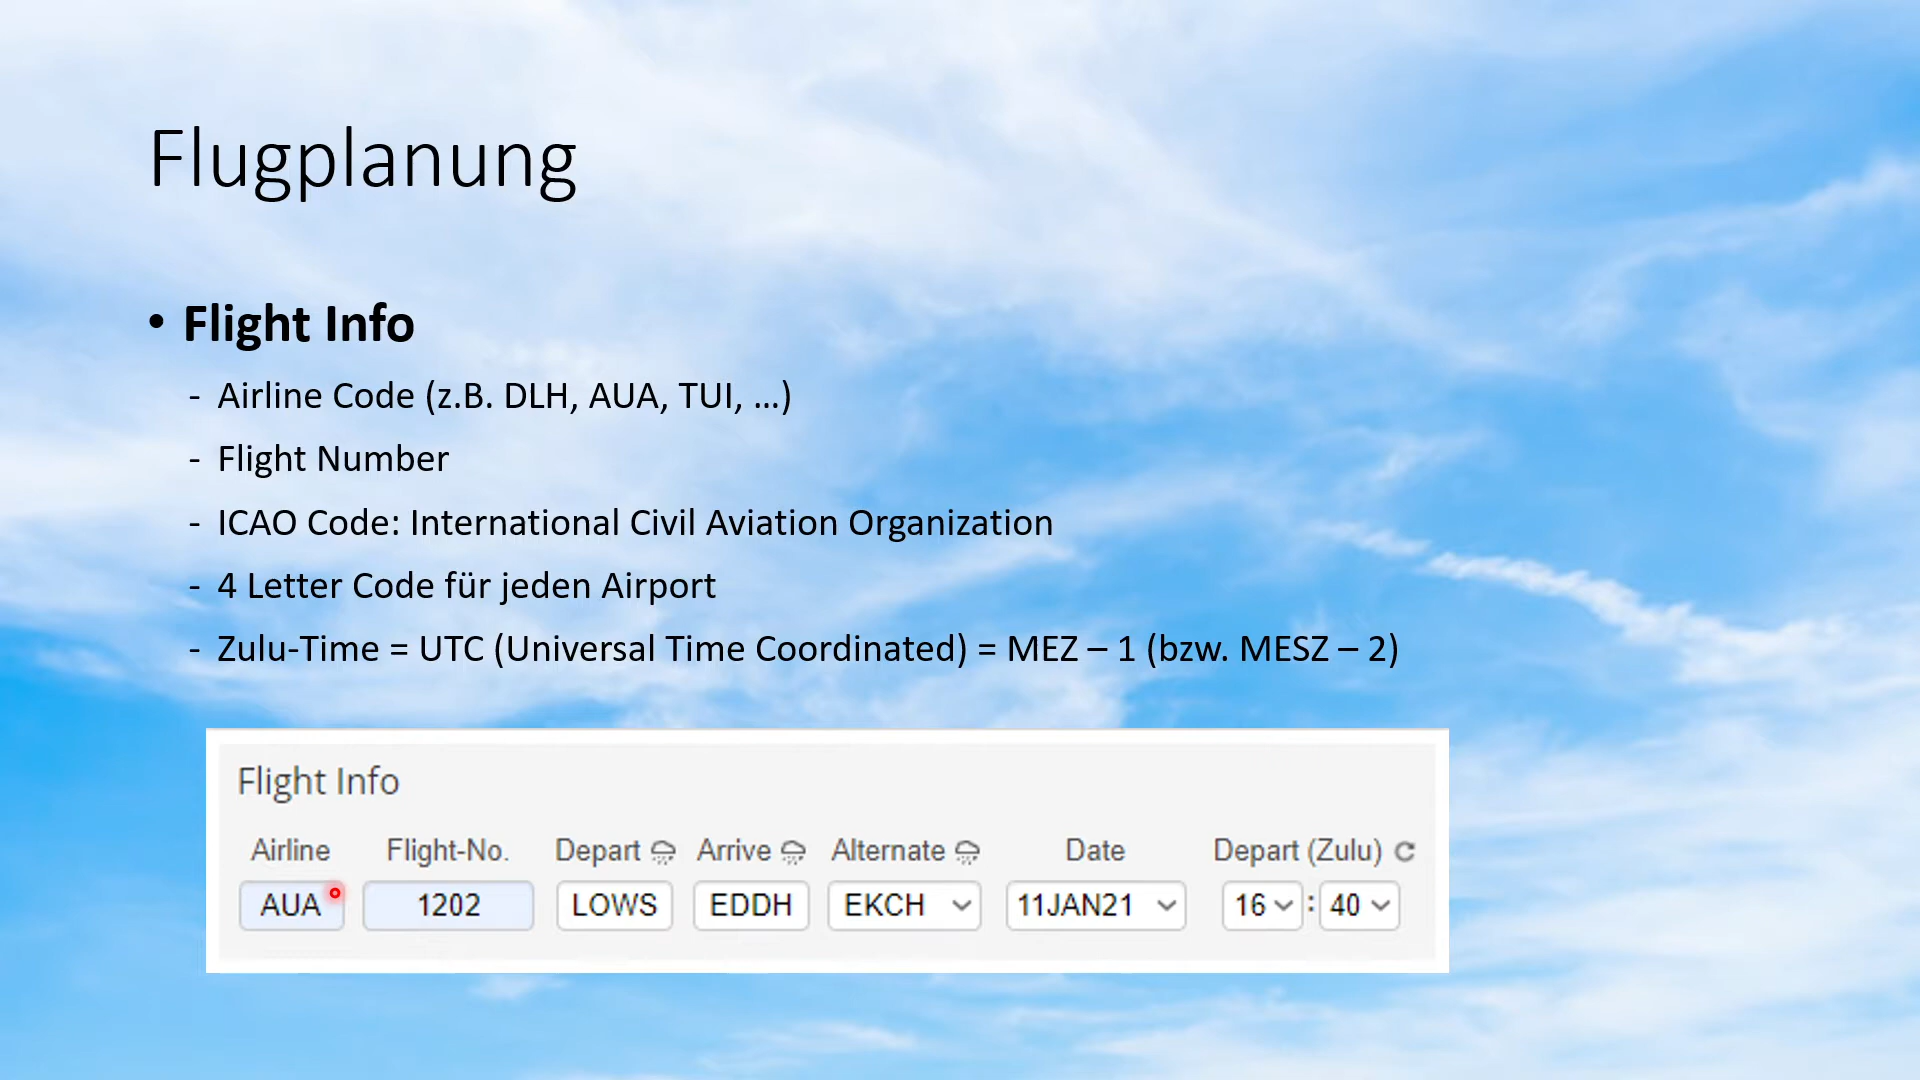 Flugplanung
• Flight Info
- Airline Code (z.B. DLH, AUA, TUI, ...)
- Flight Number
- ICAO Code: International Civil Aviation Organization
- 4 Letter Code für jeden Airport
- Zulu-Time = UTC (Universal Time Coordinated) = MEZ – 1 (bzw. MESZ – 2)
Flight Info
Airline Flight-No. Depart Arrive Alternate Date Depart (Zulu)
AUA 1202 LOWS EDDH EKCH 11JAN21 16 : 40